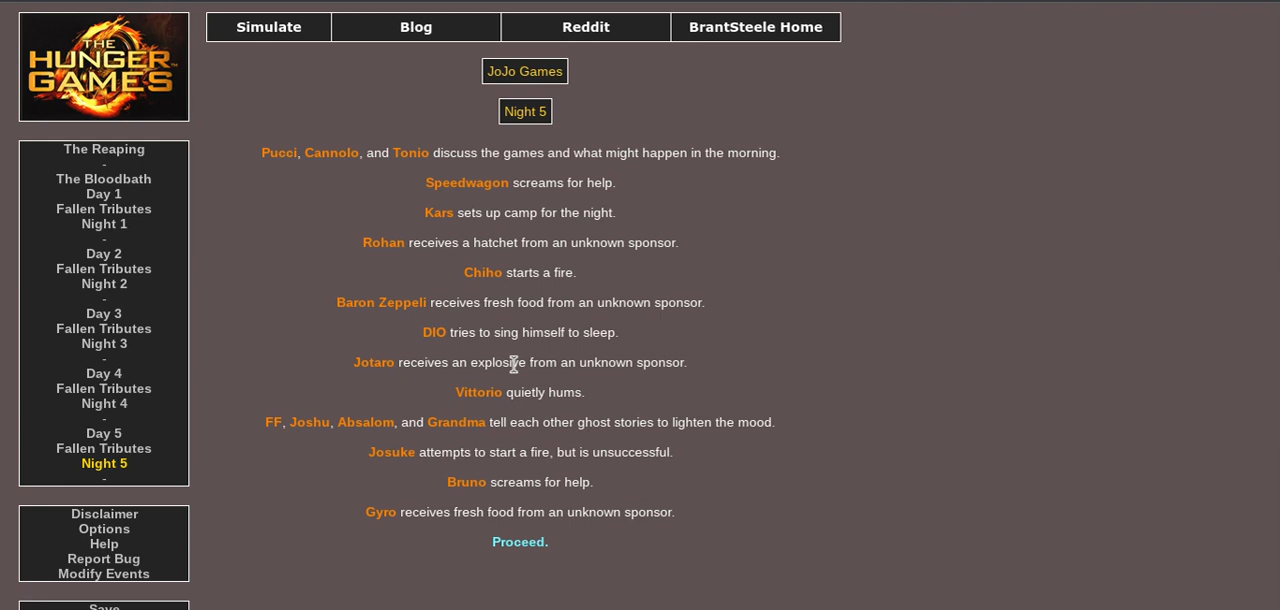 THE
HUNGER
GAMES
Simulate
Blog
Reddit
BrantSteele Home
JoJo Games
Night 5
The Reaping
-
The Bloodbath
Day 1
Fallen Tributes
Night 1
-
Day 2
Fallen Tributes
Night 2
-
Day 3
Fallen Tributes
Night 3
-
Day 4
Fallen Tributes
Night 4
-
Day 5
Fallen Tributes
Night 5
-
Disclaimer
Options
Help
Report Bug
Modify Events
Save
Pucci, Cannolo, and Tonio discuss the games and what might happen in the morning.
Speedwagon screams for help.
Kars sets up camp for the night.
Rohan receives a hatchet from an unknown sponsor.
Chiho starts a fire.
Baron Zeppeli receives fresh food from an unknown sponsor.
DIO tries to sing himself to sleep.
Jotaro receives an explosive from an unknown sponsor.
Vittorio quietly hums.
FF, Joshu, Absalom, and Grandma tell each other ghost stories to lighten the mood.
Josuke attempts to start a fire, but is unsuccessful.
Bruno screams for help.
Gyro receives fresh food from an unknown sponsor.
Proceed.